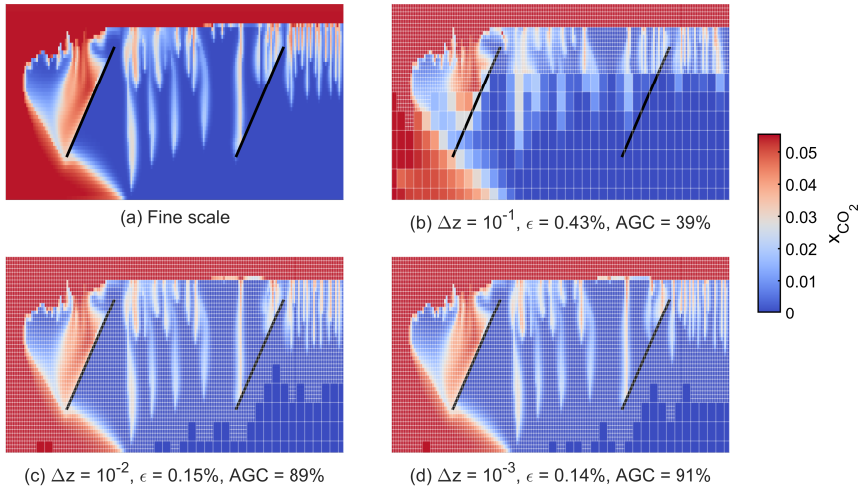 (a) Fine scale
(b) Δz = 10⁻¹, ϵ = 0.43%, AGC = 39%
0.05
0.04
0.03
0.02
0.01
0
x_CO₂
(c) Δz = 10⁻², ϵ = 0.15%, AGC = 89%
(d) Δz = 10⁻³, ϵ = 0.14%, AGC = 91%